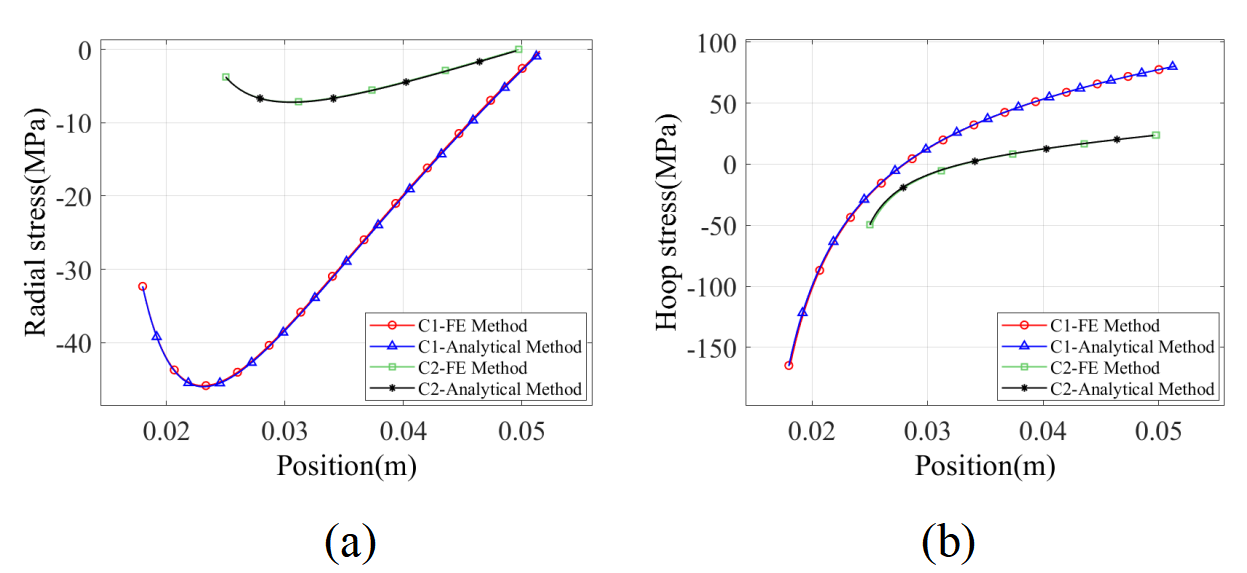 0
-10
-20
-30
-40
0.02
0.03
0.04
0.05
Radial stress(MPa)
Position(m)
C1-FE Method
C1-Analytical Method
C2-FE Method
C2-Analytical Method
(a)
100
50
0
-50
-100
-150
0.02
0.03
0.04
0.05
Hoop stress(MPa)
Position(m)
C1-FE Method
C1-Analytical Method
C2-FE Method
C2-Analytical Method
(b)